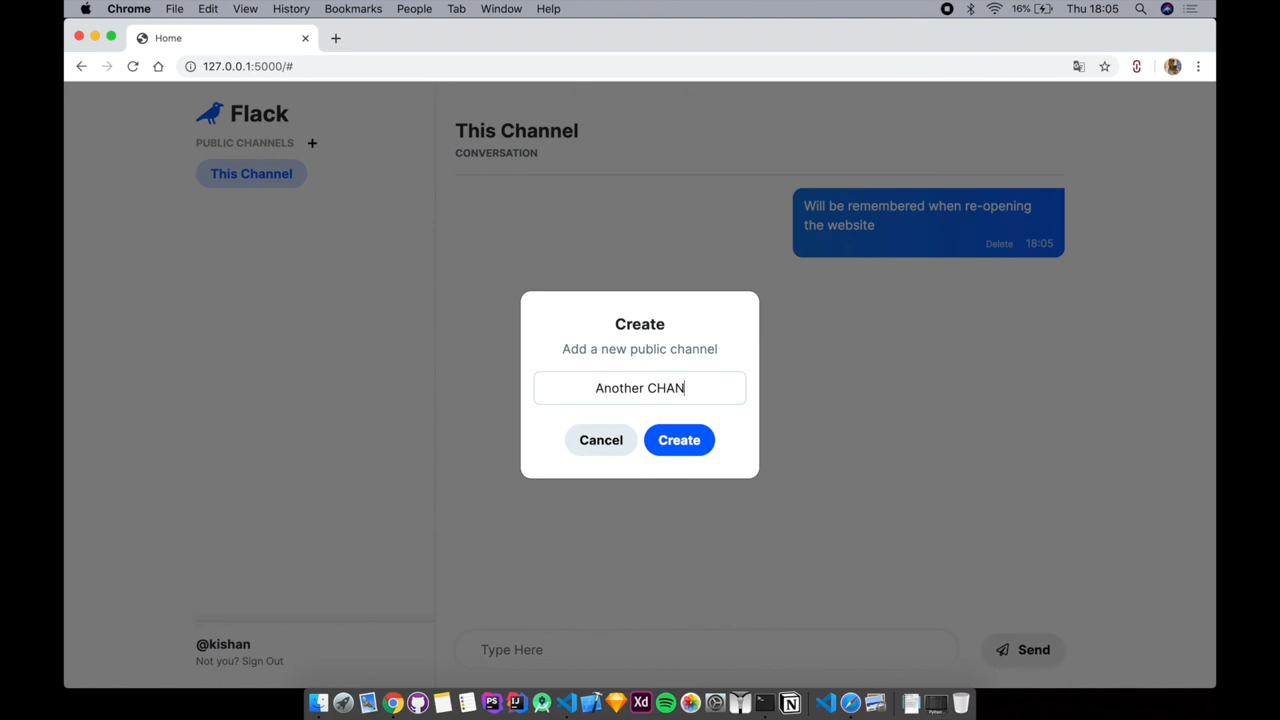 Chrome File Edit View History Bookmarks People Tab Window Help 16% Thu 18:05
Home
127.0.0.1:5000/#
Flack
PUBLIC CHANNELS +
This Channel
This Channel
CONVERSATION
Will be remembered when re-opening
the website
Delete 18:05
Create
Add a new public channel
Another CHAN
Cancel Create
@kishan
Not you? Sign Out
Type Here
Send
PS
Xd